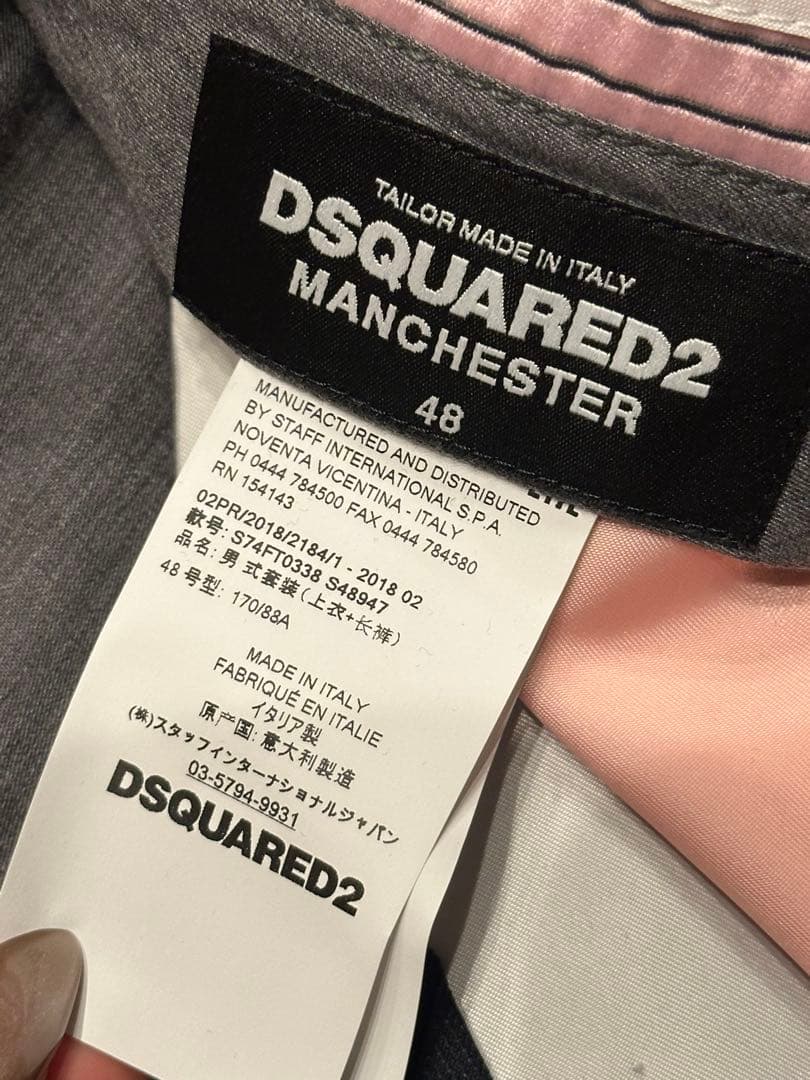 TAILOR MADE IN ITALY
DSQUARED2
MANCHESTER
48
MANUFACTURED AND DISTRIBUTED
BY STAFF INTERNATIONAL S.P.A.
NOVENTA VICENTINA - ITALY
PH 0444 784500 FAX 0444 784580
RN 154143
02PR/2018/2184/1 - 2018 02
款号: S74FT0338 S48947
品名: 男 式套装(上衣+长裤)
48 号型: 170/88A
MADE IN ITALY
FABRIQUÉ EN ITALIE
イタリア製
原产国: 意大利製造
(株)スタッフインターナショナルジャパン
03-5794-9931
DSQUARED2